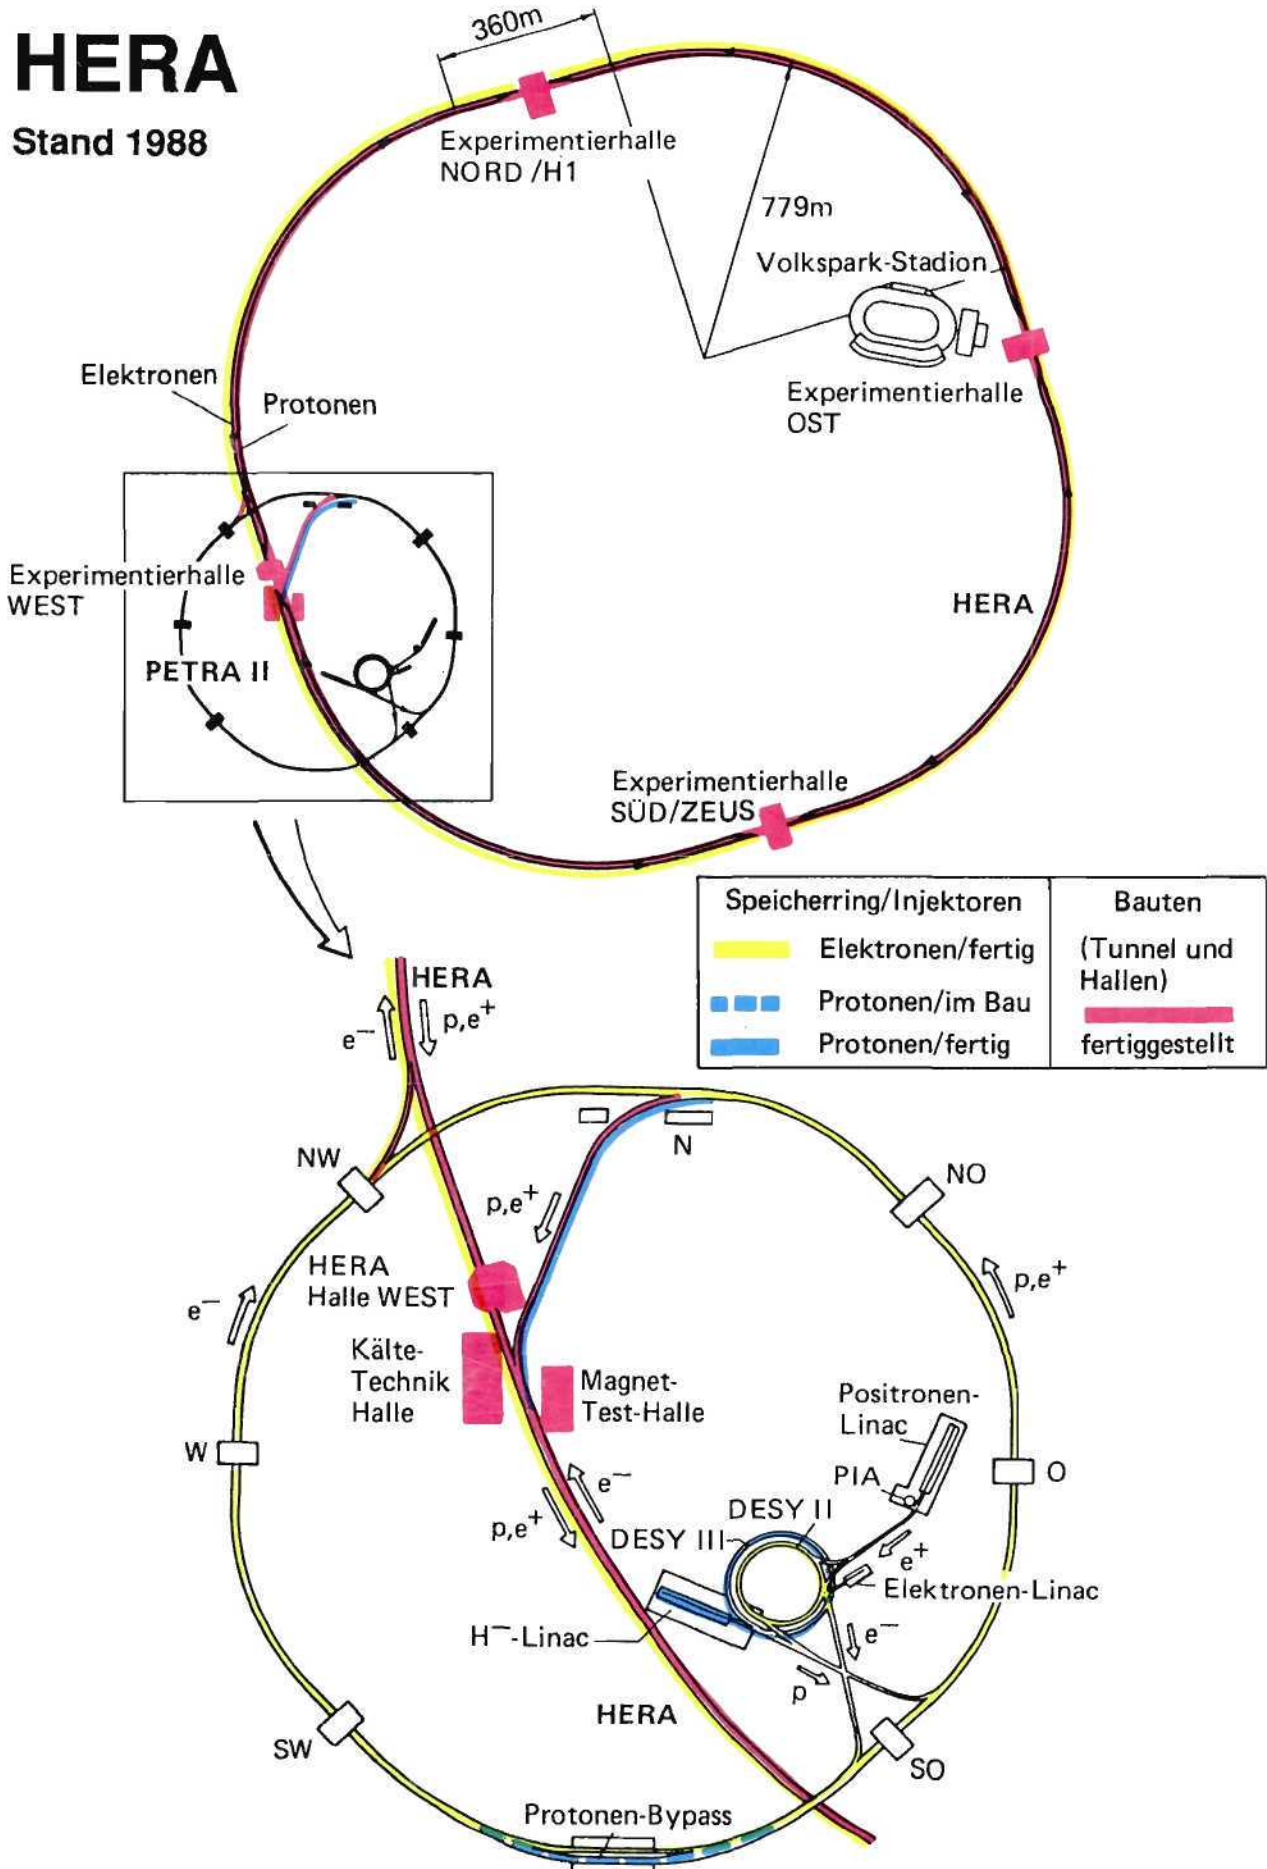 HERA
Stand 1988
360m
Experimentierhalle
NORD/H1
779m
Volkspark-Stadion
Experimentierhalle
OST
Elektronen
Protonen
Experimentierhalle
WEST
PETRA II
HERA
Experimentierhalle
SÜD/ZEUS
Speicherring/Injektoren
Elektronen/fertig
Protonen/im Bau
Protonen/fertig
Bauten
(Tunnel und
Hallen)
fertiggestellt
HERA
e⁻
p,e⁺
NW
N
NO
p,e⁺
p,e⁺
HERA
Halle WEST
e⁻
Kälte-
Technik
Halle
Magnet-
Test-Halle
Positronen-
Linac
W
PIA
O
e⁻
p,e⁺
DESY II
DESY III
e⁺
Elektronen-Linac
H⁻-Linac
e⁻
p
HERA
SW
SO
Protonen-Bypass